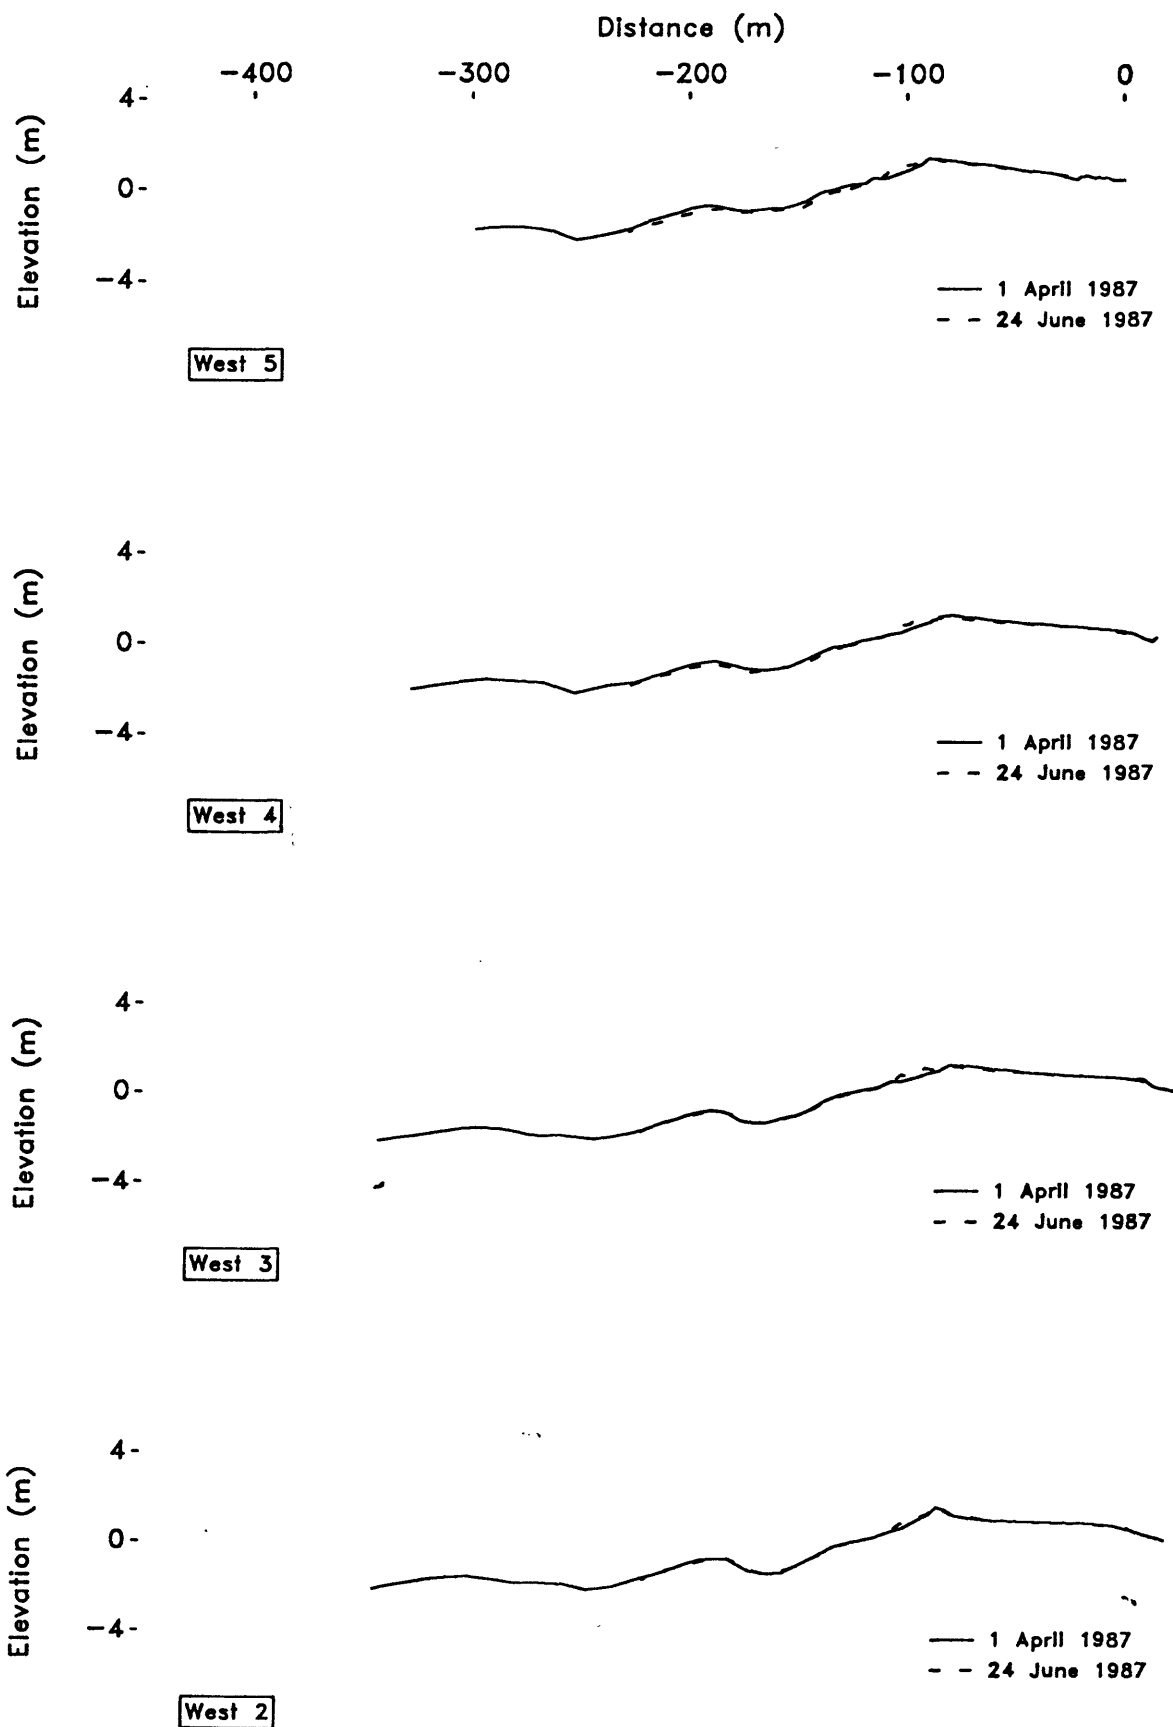 Distance (m)
−400 −300 −200 −100 0
4-
0-
−4-
Elevation (m)
1 April 1987
24 June 1987
West 5
4-
0-
−4-
Elevation (m)
1 April 1987
24 June 1987
West 4
4-
0-
−4-
Elevation (m)
1 April 1987
24 June 1987
West 3
4-
0-
−4-
Elevation (m)
1 April 1987
24 June 1987
West 2